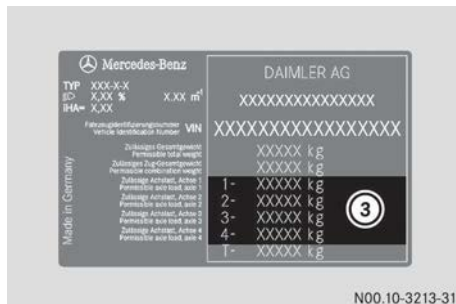 Mercedes-Benz
TYP XXX-X-X
X,XX % X.XX m⁻¹
IHA= X,XX
Fahrzeugidentifizierungsnummer
Vehicle Identification Number VIN
Zulässiges Gesamtgewicht
Permissible total weight
Zulässiges Zug-Gesamtgewicht
Permissible combination weight
Zulässige Achslast, Achse 1
Permissible axle load, axle 1
Zulässige Achslast, Achse 2
Permissible axle load, axle 2
Zulässige Achslast, Achse 3
Permissible axle load, axle 3
Zulässige Achslast, Achse 4
Permissible axle load, axle 4
Made in Germany
DAIMLER AG
XXXXXXXXXXXXXXX
XXXXXXXXXXXXXXXXX
XXXXX kg
XXXXX kg
1- XXXXX kg
2- XXXXX kg
3- XXXXX kg
4- XXXXX kg
T- XXXXX kg
3
N00.10-3213-31